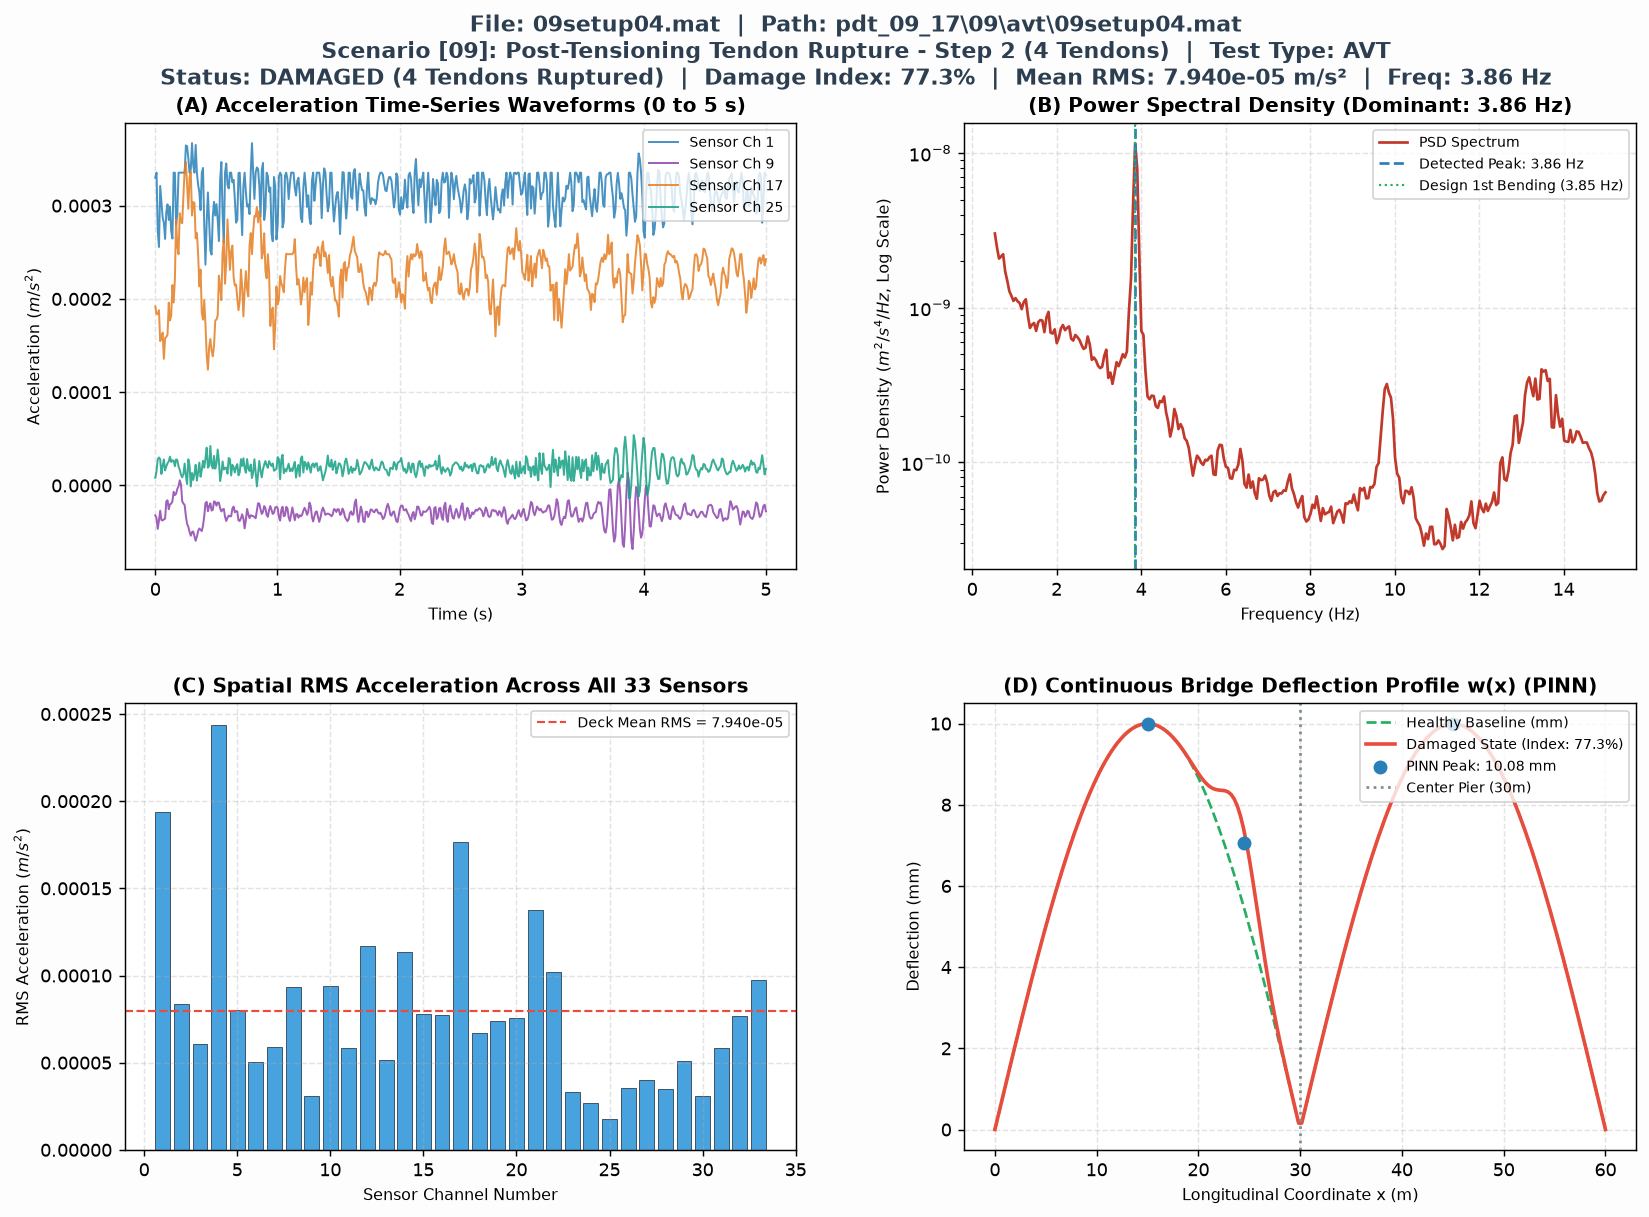 File: 09setup04.mat | Path: pdt_09_17\09\avt\09setup04.mat
Scenario [09]: Post-Tensioning Tendon Rupture - Step 2 (4 Tendons) | Test Type: AVT
Status: DAMAGED (4 Tendons Ruptured) | Damage Index: 77.3% | Mean RMS: 7.940e-05 m/s² | Freq: 3.86 Hz
(A) Acceleration Time-Series Waveforms (0 to 5 s)
Sensor Ch 1
Sensor Ch 9
Sensor Ch 17
Sensor Ch 25
0.0003
0.0002
0.0001
0.0000
Acceleration (m/s²)
0 1 2 3 4 5
Time (s)
(B) Power Spectral Density (Dominant: 3.86 Hz)
PSD Spectrum
Detected Peak: 3.86 Hz
Design 1st Bending (3.85 Hz)
10⁻⁸
10⁻⁹
10⁻¹⁰
Power Density (m²/s⁴/Hz, Log Scale)
0 2 4 6 8 10 12 14
Frequency (Hz)
(C) Spatial RMS Acceleration Across All 33 Sensors
Deck Mean RMS = 7.940e-05
0.00025
0.00020
0.00015
0.00010
0.00005
0.00000
RMS Acceleration (m/s²)
0 5 10 15 20 25 30 35
Sensor Channel Number
(D) Continuous Bridge Deflection Profile w(x) (PINN)
Healthy Baseline (mm)
Damaged State (Index: 77.3%)
PINN Peak: 10.08 mm
Center Pier (30m)
10
8
6
4
2
0
Deflection (mm)
0 10 20 30 40 50 60
Longitudinal Coordinate x (m)